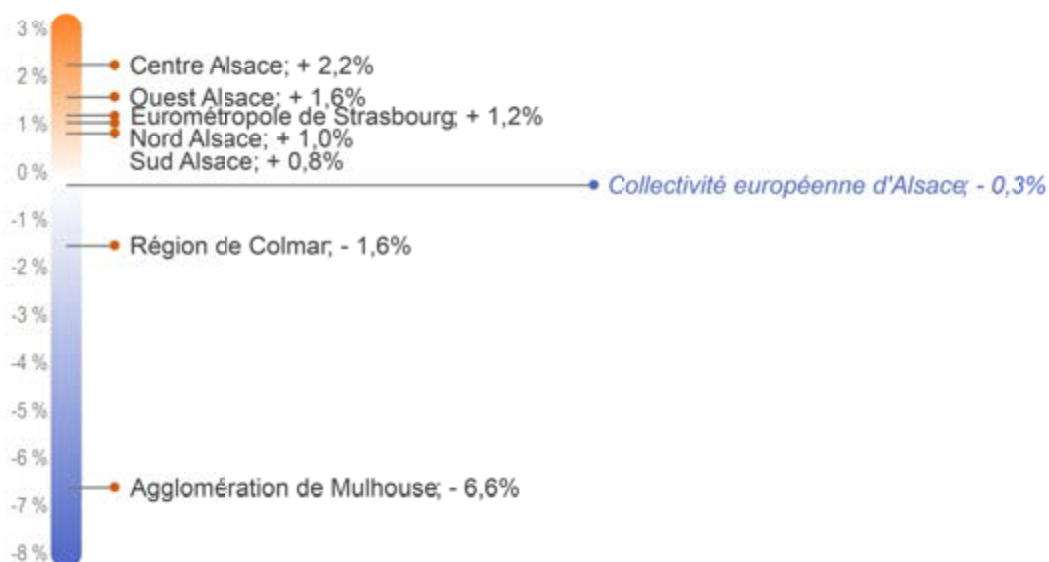 3 %
Centre Alsace; + 2,2%
2 %
Ouest Alsace; + 1,6%
Eurométropole de Strasbourg; + 1,2%
1 %
Nord Alsace; + 1,0%
Sud Alsace; + 0,8%
0 %
Collectivité européenne d'Alsace; - 0,3%
-1 %
Région de Colmar; - 1,6%
-2 %
-3 %
-4 %
-5 %
-6 %
Agglomération de Mulhouse; - 6,6%
-7 %
-8 %